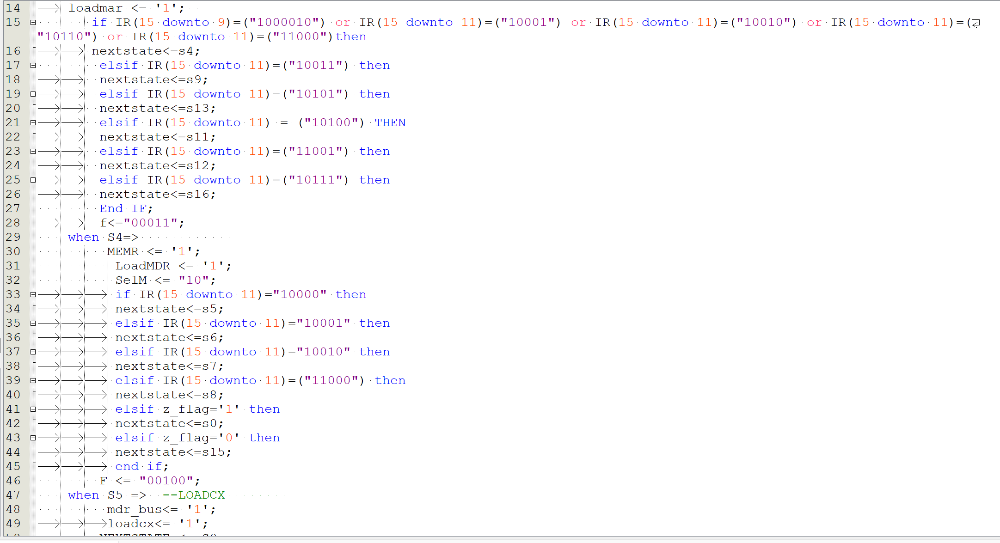 14 loadmar <= '1';
15 if IR(15 downto 9)=("1000010") or IR(15 downto 11)=("10001") or IR(15 downto 11)=("10010") or IR(15 downto 11)=(
"10110") or IR(15 downto 11)=("11000")then
16 nextstate<=s4;
17 elsif IR(15 downto 11)=("10011") then
18 nextstate<=s9;
19 elsif IR(15 downto 11)=("10101") then
20 nextstate<=s13;
21 elsif IR(15 downto 11) = ("10100") THEN
22 nextstate<=s11;
23 elsif IR(15 downto 11)=("11001") then
24 nextstate<=s12;
25 elsif IR(15 downto 11)=("10111") then
26 nextstate<=s16;
27 End IF;
28 f<="00011";
29 when S4=>
30 MEMR <= '1';
31 LoadMDR <= '1';
32 SelM <= "10";
33 if IR(15 downto 11)="10000" then
34 nextstate<=s5;
35 elsif IR(15 downto 11)="10001" then
36 nextstate<=s6;
37 elsif IR(15 downto 11)="10010" then
38 nextstate<=s7;
39 elsif IR(15 downto 11)=("11000") then
40 nextstate<=s8;
41 elsif z_flag='1' then
42 nextstate<=s0;
43 elsif z_flag='0' then
44 nextstate<=s15;
45 end if;
46 F <= "00100";
47 when S5 => --LOADCX
48 mdr_bus<= '1';
49 loadcx<= '1';